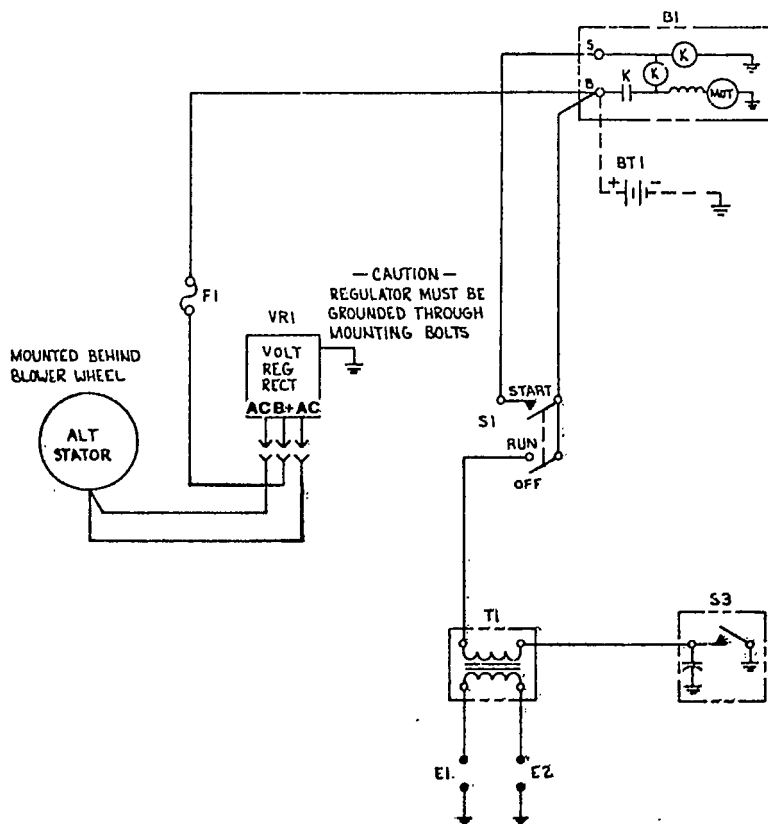 B1
S
K
K
B
K
MOT
BT1
+
-
F1
— CAUTION —
REGULATOR MUST BE
GROUNDED THROUGH
MOUNTING BOLTS
VR1
VOLT
REG
RECT
AC B+ AC
MOUNTED BEHIND
BLOWER WHEEL
ALT
STATOR
START
S1
RUN
OFF
T1
S3
E1.
E2